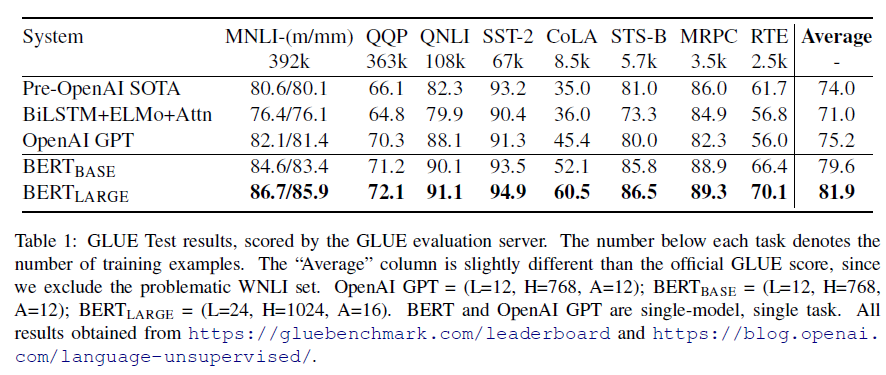 System MNLI-(m/mm) QQP QNLI SST-2 CoLA STS-B MRPC RTE Average
392k 363k 108k 67k 8.5k 5.7k 3.5k 2.5k -
Pre-OpenAI SOTA 80.6/80.1 66.1 82.3 93.2 35.0 81.0 86.0 61.7 74.0
BiLSTM+ELMo+Attn 76.4/76.1 64.8 79.9 90.4 36.0 73.3 84.9 56.8 71.0
OpenAI GPT 82.1/81.4 70.3 88.1 91.3 45.4 80.0 82.3 56.0 75.2
BERTBASE 84.6/83.4 71.2 90.1 93.5 52.1 85.8 88.9 66.4 79.6
BERTLARGE 86.7/85.9 72.1 91.1 94.9 60.5 86.5 89.3 70.1 81.9
Table 1: GLUE Test results, scored by the GLUE evaluation server. The number below each task denotes the
number of training examples. The “Average” column is slightly different than the official GLUE score, since
we exclude the problematic WNLI set. OpenAI GPT = (L=12, H=768, A=12); BERTBASE = (L=12, H=768,
A=12); BERTLARGE = (L=24, H=1024, A=16). BERT and OpenAI GPT are single-model, single task. All
results obtained from https://gluebenchmark.com/leaderboard and https://blog.openai.
com/language-unsupervised/.